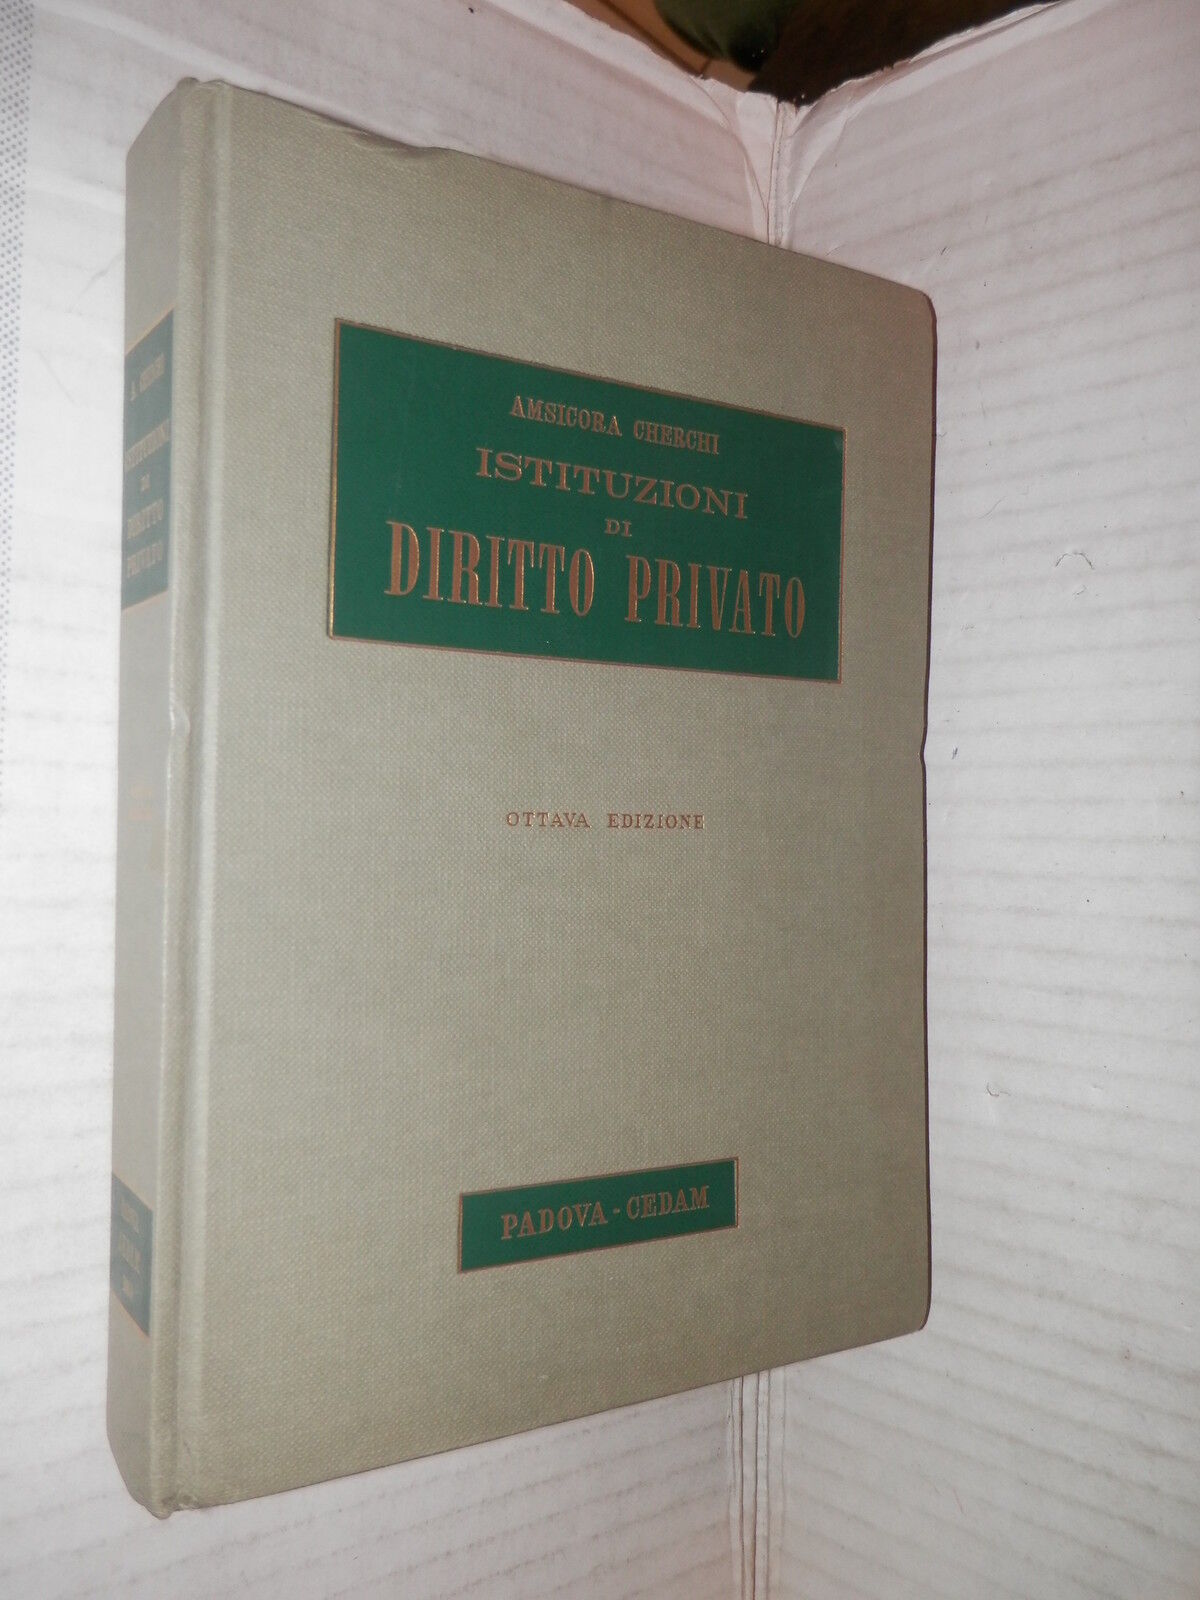 AMSICORA CHERCHI
ISTITUZIONI
DI
DIRITTO PRIVATO
OTTAVA EDIZIONE
PADOVA - CEDAM
A. CHERCHI
ISTITUZIONI
DI
DIRITTO
PRIVATO
CEDAM